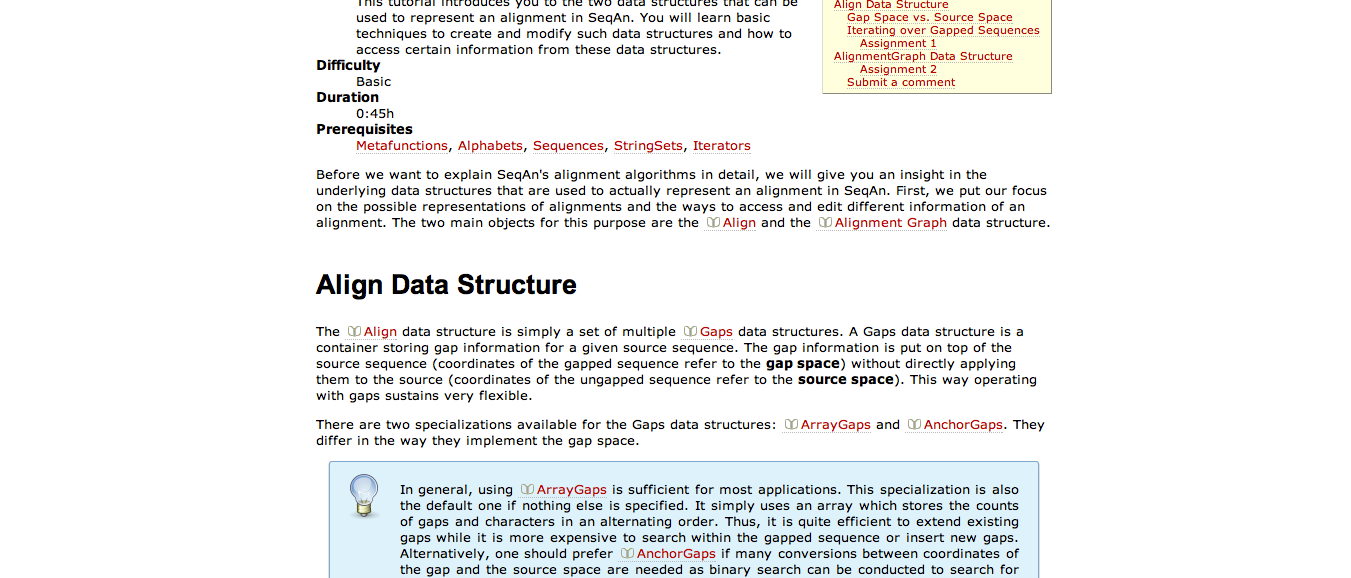 This tutorial introduces you to the two data structures that can be
used to represent an alignment in SeqAn. You will learn basic
techniques to create and modify such data structures and how to
access certain information from these data structures.
Difficulty
Basic
Duration
0:45h
Prerequisites
Metafunctions, Alphabets, Sequences, StringSets, Iterators
Align Data Structure
Gap Space vs. Source Space
Iterating over Gapped Sequences
Assignment 1
AlignmentGraph Data Structure
Assignment 2
Submit a comment
Before we want to explain SeqAn's alignment algorithms in detail, we will give you an insight in the
underlying data structures that are used to actually represent an alignment in SeqAn. First, we put our focus
on the possible representations of alignments and the ways to access and edit different information of an
alignment. The two main objects for this purpose are the Align and the Alignment Graph data structure.
Align Data Structure
The Align data structure is simply a set of multiple Gaps data structures. A Gaps data structure is a
container storing gap information for a given source sequence. The gap information is put on top of the
source sequence (coordinates of the gapped sequence refer to the gap space) without directly applying
them to the source (coordinates of the ungapped sequence refer to the source space). This way operating
with gaps sustains very flexible.
There are two specializations available for the Gaps data structures: ArrayGaps and AnchorGaps. They
differ in the way they implement the gap space.
In general, using ArrayGaps is sufficient for most applications. This specialization is also
the default one if nothing else is specified. It simply uses an array which stores the counts
of gaps and characters in an alternating order. Thus, it is quite efficient to extend existing
gaps while it is more expensive to search within the gapped sequence or insert new gaps.
Alternatively, one should prefer AnchorGaps if many conversions between coordinates of
the gap and the source space are needed as binary search can be conducted to search for